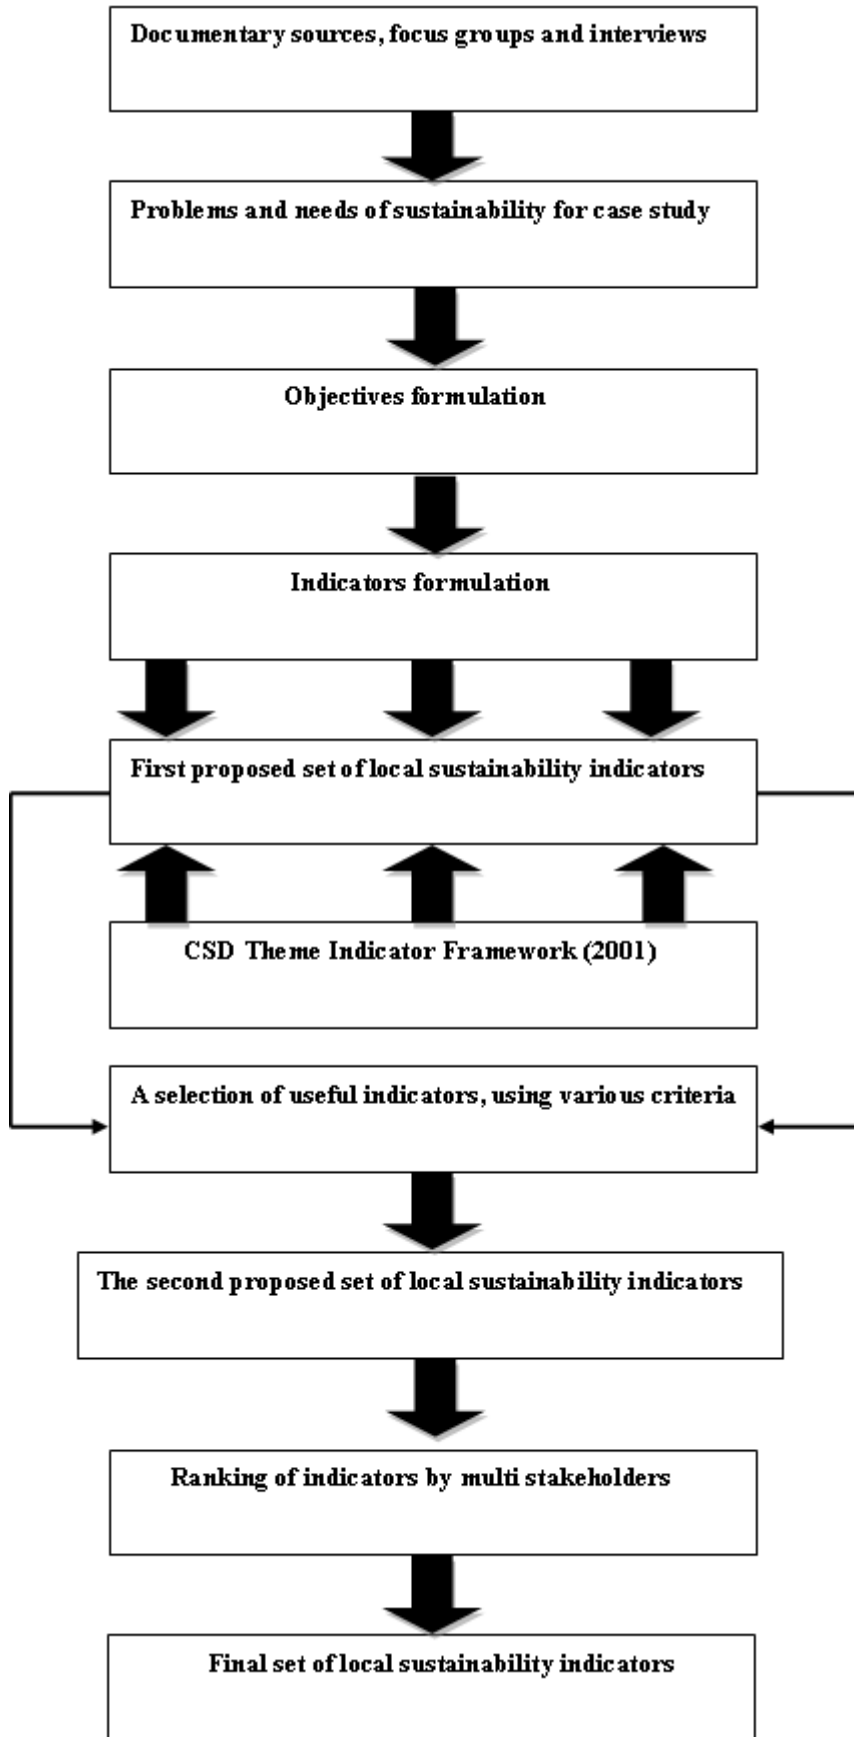 Documentary sources, focus groups and interviews
Problems and needs of sustainability for case study
Objectives formulation
Indicators formulation
First proposed set of local sustainability indicators
CSD Theme Indicator Framework (2001)
A selection of useful indicators, using various criteria
The second proposed set of local sustainability indicators
Ranking of indicators by multi stakeholders
Final set of local sustainability indicators